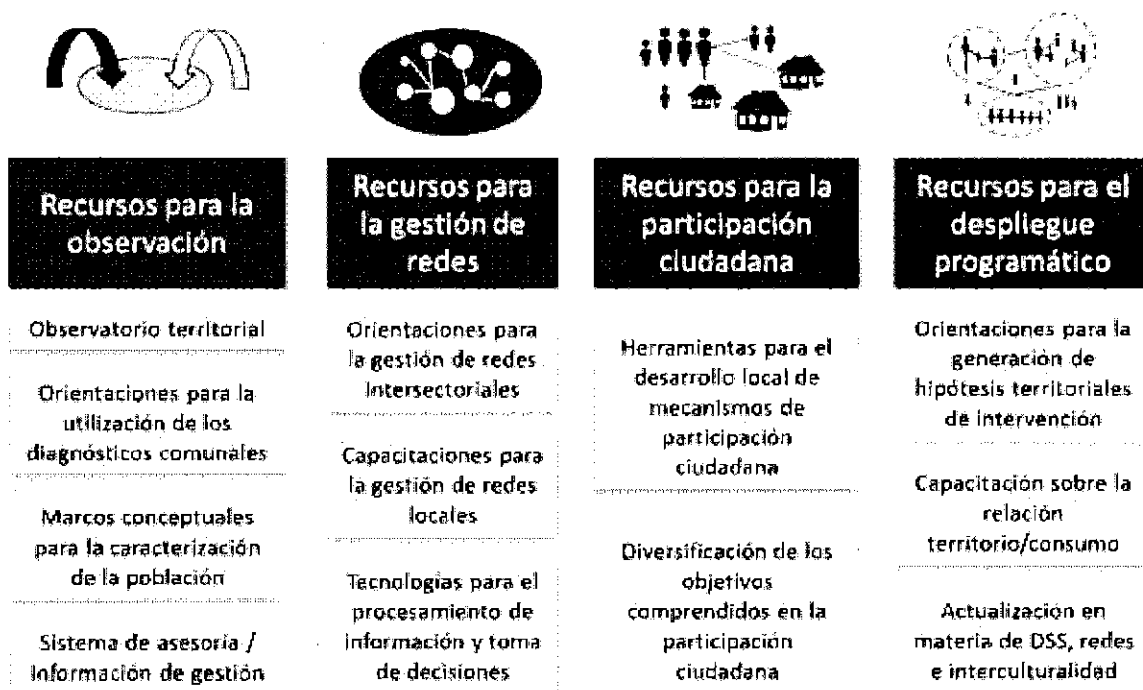 Recursos para la
observación
Observatorio territorial
Orientaciones para la
utilización de los
diagnósticos comunales
Marcos conceptuales
para la caracterización
de la población
Sistema de asesoría /
Información de gestión
Recursos para
la gestión de
redes
Orientaciones para
la gestión de redes
Intersectoriales
Capacitaciones para
la gestión de redes
locales
Tecnologías para el
procesamiento de
información y toma
de decisiones
Recursos para la
participación
ciudadana
Herramientas para el
desarrollo local de
mecanismos de
participación
ciudadana
Diversificación de los
objetivos
comprendidos en la
participación
ciudadana
Recursos para el
despliegue
programático
Orientaciones para la
generación de
hipótesis territoriales
de intervención
Capacitación sobre la
relación
territorio/consumo
Actualización en
materia de DSS, redes
e interculturalidad